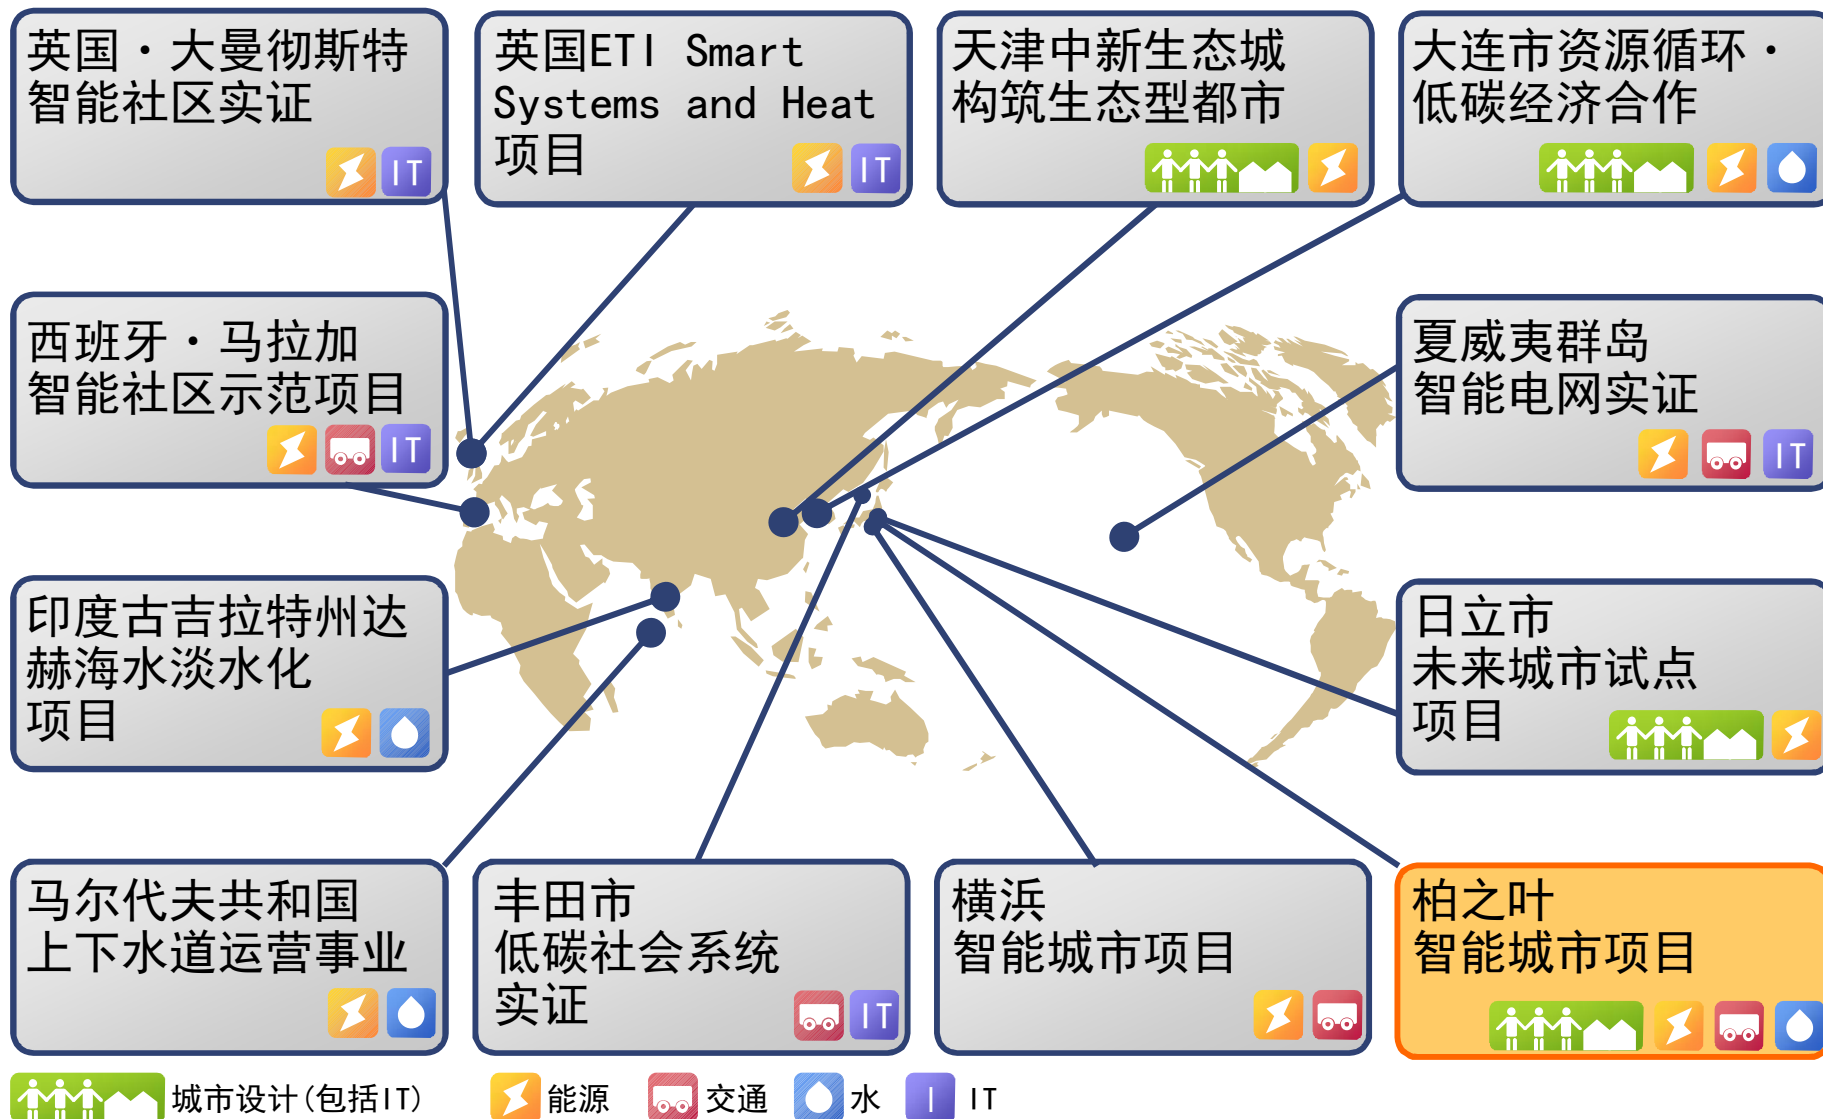 英国・大曼彻斯特
智能社区实证
IT
英国ETI Smart
Systems and Heat
项目
IT
天津中新生态城
构筑生态型都市
大连市资源循环・
低碳经济合作
西班牙・马拉加
智能社区示范项目
IT
夏威夷群岛
智能电网实证
IT
印度古吉拉特州达
赫海水淡水化
项目
日立市
未来城市试点
项目
马尔代夫共和国
上下水道运营事业
丰田市
低碳社会系统
实证
IT
横浜
智能城市项目
柏之叶
智能城市项目
城市设计(包括IT)
能源
交通
水
I
IT